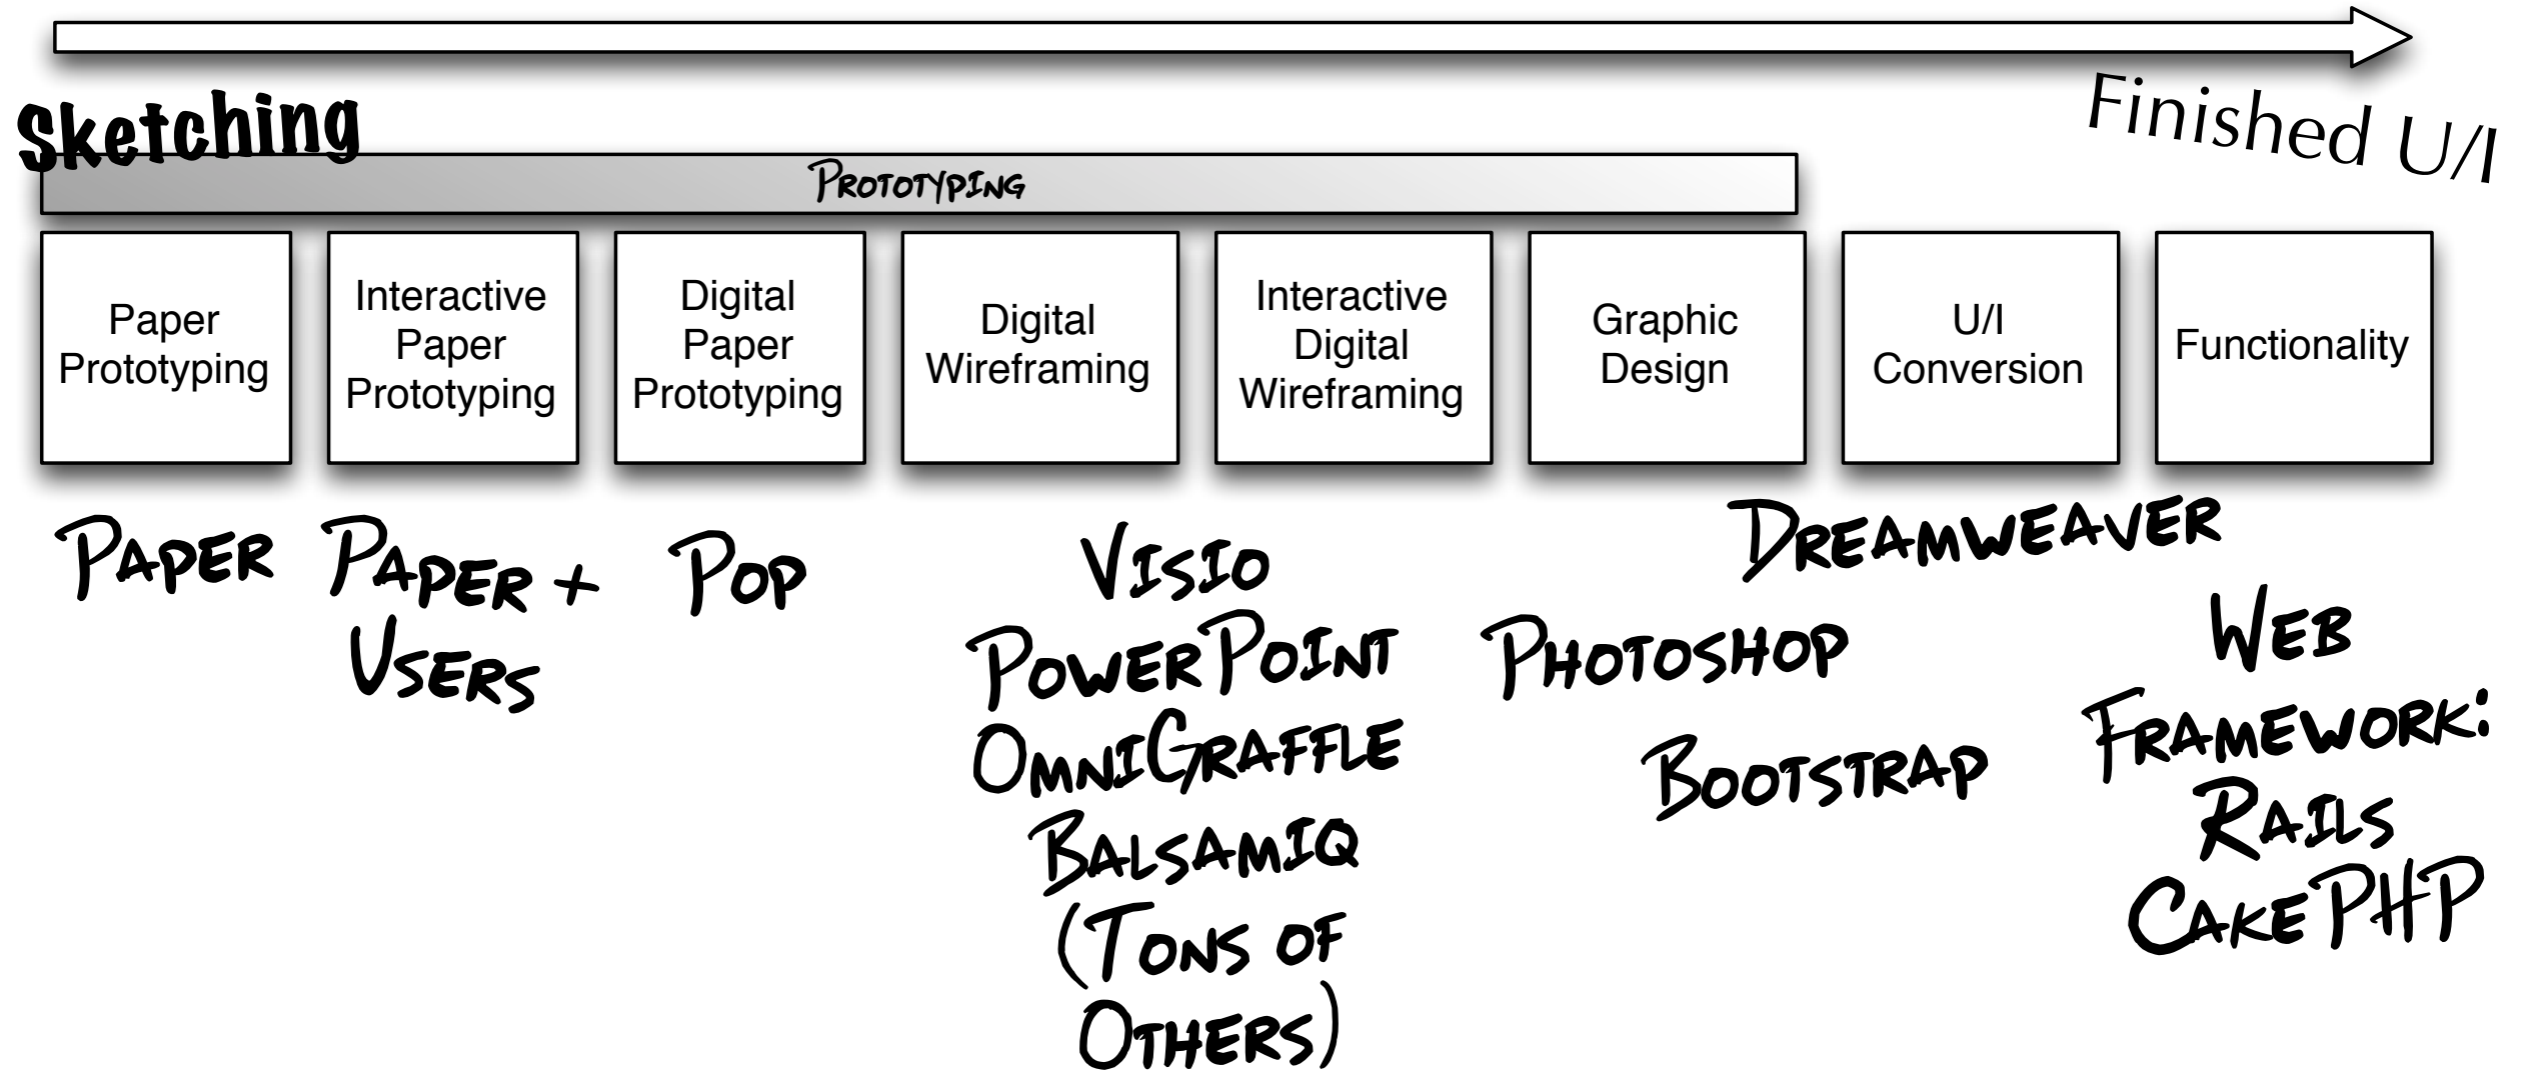 Sketching
Finished U/I
Prototyping
Paper
Prototyping
Interactive
Paper
Prototyping
Digital
Paper
Prototyping
Digital
Wireframing
Interactive
Digital
Wireframing
Graphic
Design
U/I
Conversion
Functionality
Paper
Paper +
Users
Pop
Visio
PowerPoint
OmniGraffle
Balsamiq
(Tons of
Others)
Dreamweaver
Photoshop
Bootstrap
Web
Framework:
Rails
CakePHP